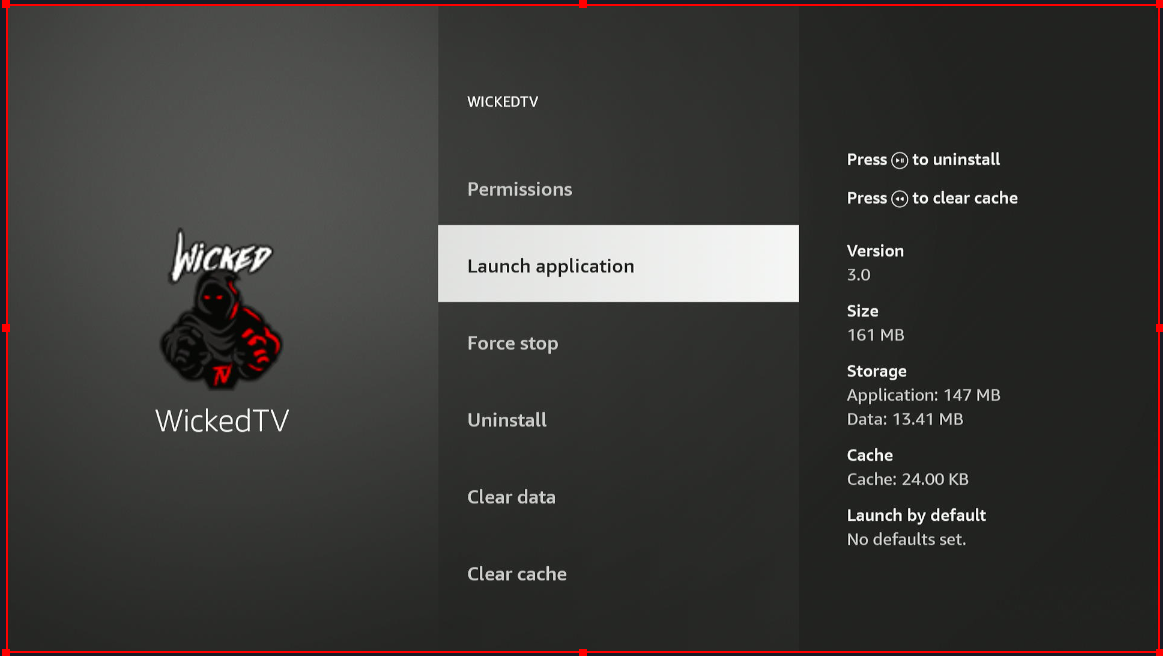 WICKED
TV
WickedTV
WICKEDTV
Permissions
Launch application
Force stop
Uninstall
Clear data
Clear cache
Press to uninstall
Press to clear cache
Version
3.0
Size
161 MB
Storage
Application: 147 MB
Data: 13.41 MB
Cache
Cache: 24.00 KB
Launch by default
No defaults set.